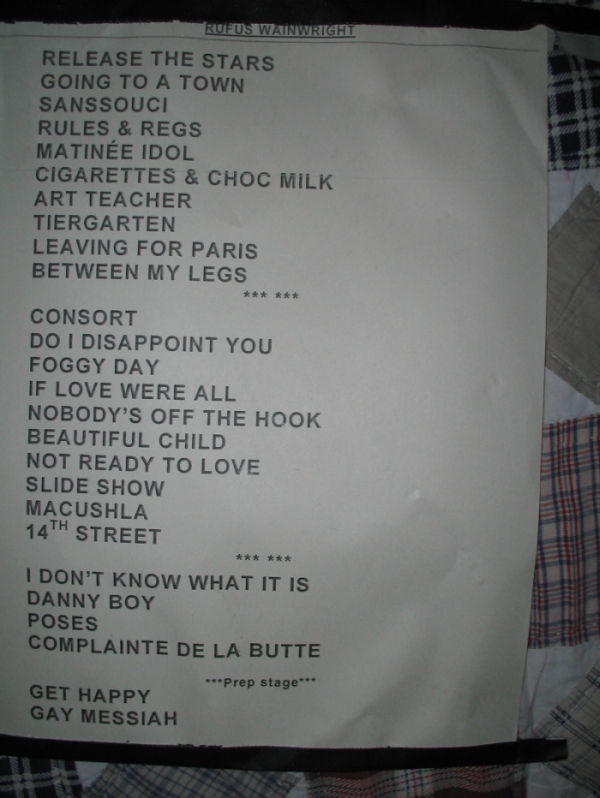 RUFUS WAINWRIGHT
RELEASE THE STARS
GOING TO A TOWN
SANSSOUCI
RULES & REGS
MATINÉE IDOL
CIGARETTES & CHOC MILK
ART TEACHER
TIERGARTEN
LEAVING FOR PARIS
BETWEEN MY LEGS
*** ***
CONSORT
DO I DISAPPOINT YOU
FOGGY DAY
IF LOVE WERE ALL
NOBODY'S OFF THE HOOK
BEAUTIFUL CHILD
NOT READY TO LOVE
SLIDE SHOW
MACUSHLA
14TH STREET
*** ***
I DON'T KNOW WHAT IT IS
DANNY BOY
POSES
COMPLAINTE DE LA BUTTE
***Prep stage***
GET HAPPY
GAY MESSIAH